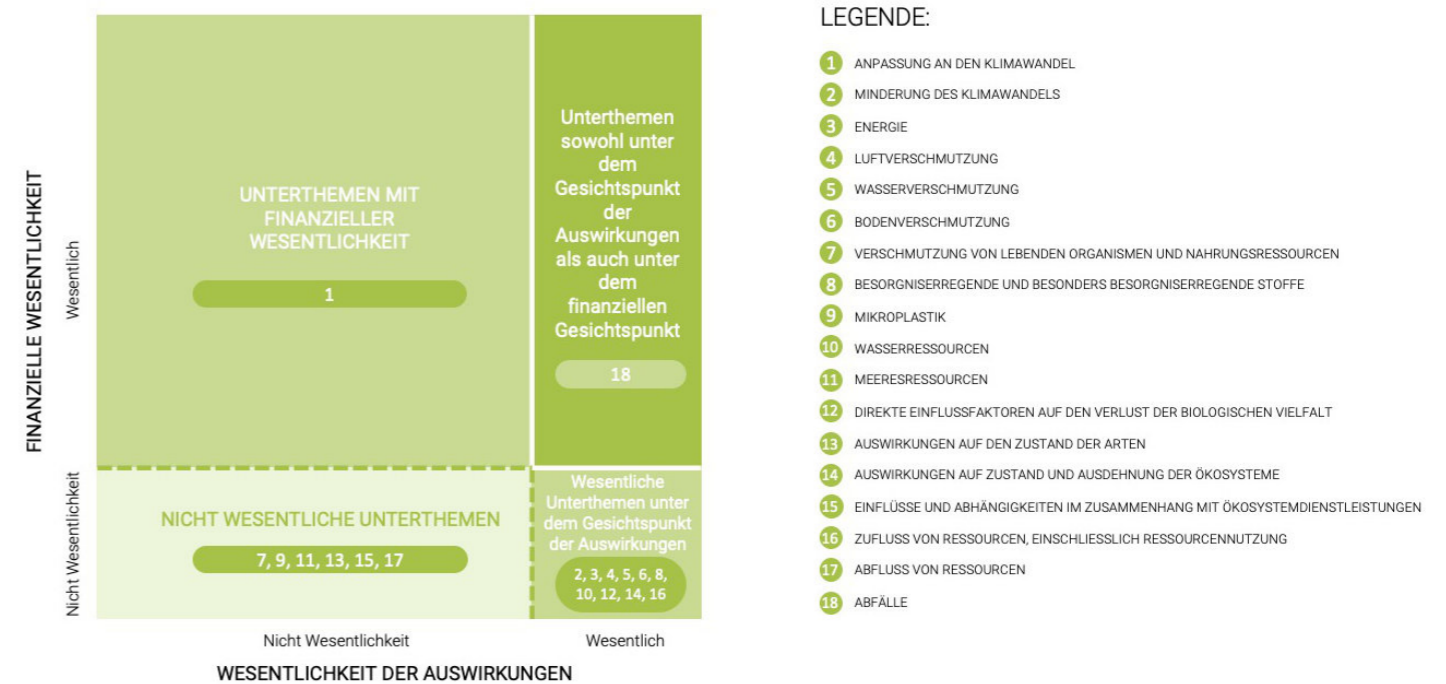 FINANZIELLE WESENTLICHKEIT
Wesentlich
Nicht Wesentlichkeit
UNTERTHEMEN MIT
FINANZIELLER
WESENTLICHKEIT
1
Unterthemen
sowohl unter
dem
Gesichtspunkt
der
Auswirkungen
als auch unter
dem
finanziellen
Gesichtspunkt
18
NICHT WESENTLICHE UNTERTHEMEN
7, 9, 11, 13, 15, 17
Wesentliche
Unterthemen unter
dem Gesichtspunkt
der Auswirkungen
2, 3, 4, 5, 6, 8,
10, 12, 14, 16
Nicht Wesentlichkeit
Wesentlich
WESENTLICHKEIT DER AUSWIRKUNGEN
LEGENDE:
1 ANPASSUNG AN DEN KLIMAWANDEL
2 MINDERUNG DES KLIMAWANDELS
3 ENERGIE
4 LUFTVERSCHMUTZUNG
5 WASSERVERSCHMUTZUNG
6 BODENVERSCHMUTZUNG
7 VERSCHMUTZUNG VON LEBENDEN ORGANISMEN UND NAHRUNGSRESSOURCEN
8 BESORGNISERREGENDE UND BESONDERS BESORGNISERREGENDE STOFFE
9 MIKROPLASTIK
10 WASSERRESSOURCEN
11 MEERESRESSOURCEN
12 DIREKTE EINFLUSSFAKTOREN AUF DEN VERLUST DER BIOLOGISCHEN VIELFALT
13 AUSWIRKUNGEN AUF DEN ZUSTAND DER ARTEN
14 AUSWIRKUNGEN AUF ZUSTAND UND AUSDEHNUNG DER ÖKOSYSTEME
15 EINFLÜSSE UND ABHÄNGIGKEITEN IM ZUSAMMENHANG MIT ÖKOSYSTEMDIENSTLEISTUNGEN
16 ZUFLUSS VON RESSOURCEN, EINSCHLIESSLICH RESSOURCENNUTZUNG
17 ABFLUSS VON RESSOURCEN
18 ABFÄLLE